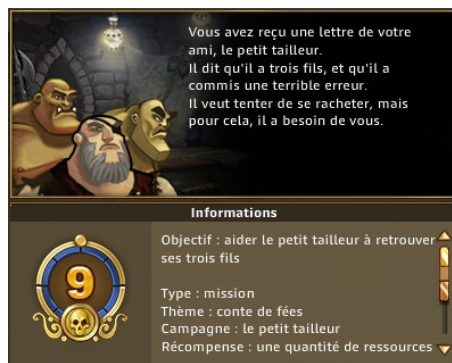 Vous avez reçu une lettre de votre
ami, le petit tailleur.
Il dit qu'il a trois fils, et qu'il a
commis une terrible erreur.
Il veut tenter de se racheter, mais
pour cela, il a besoin de vous.
Informations
9
Objectif : aider le petit tailleur à retrouver
ses trois fils
Type : mission
Thème : conte de fées
Campagne : le petit tailleur
Récompense : une quantité de ressources